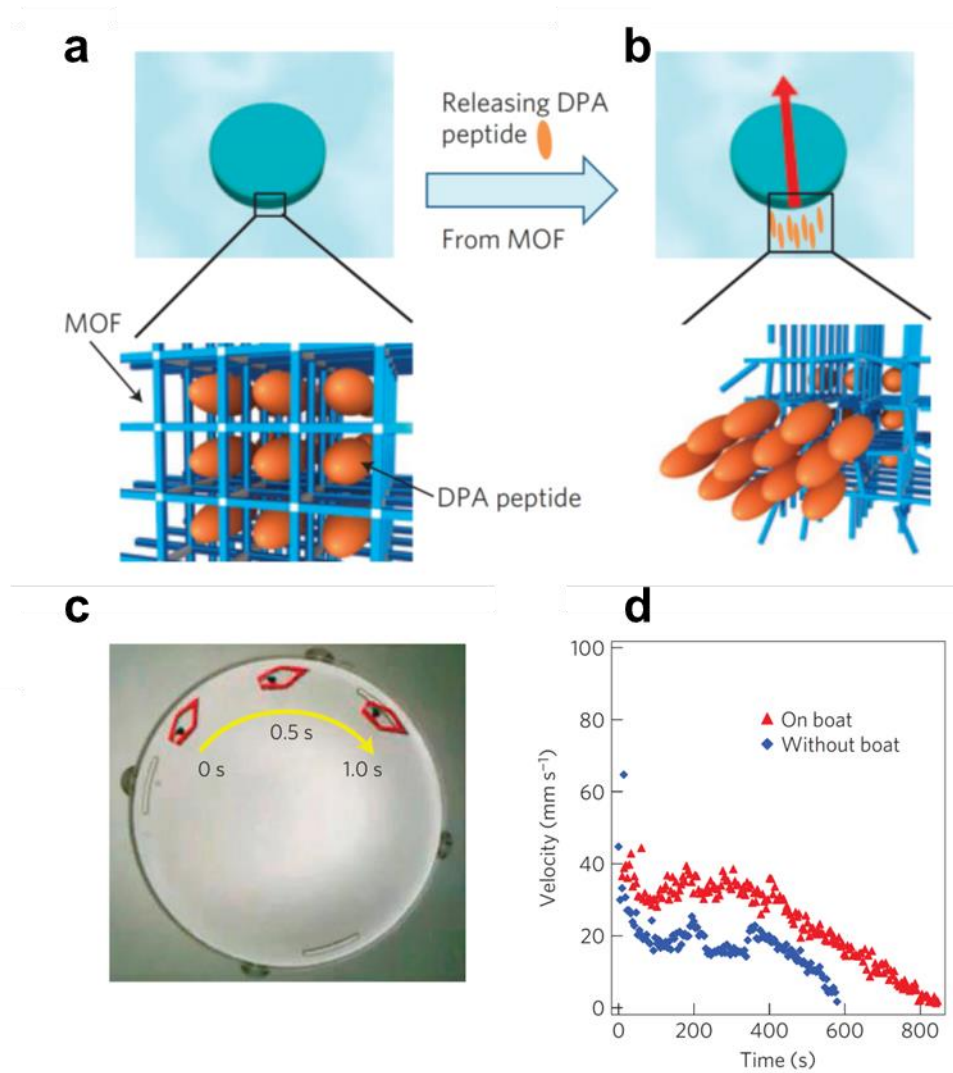 a
b
Releasing DPA
peptide
From MOF
MOF
DPA peptide
c
0 s
0.5 s
1.0 s
d
100
80
60
40
20
0
Velocity (mm s⁻¹)
On boat
Without boat
0
200
400
600
800
Time (s)